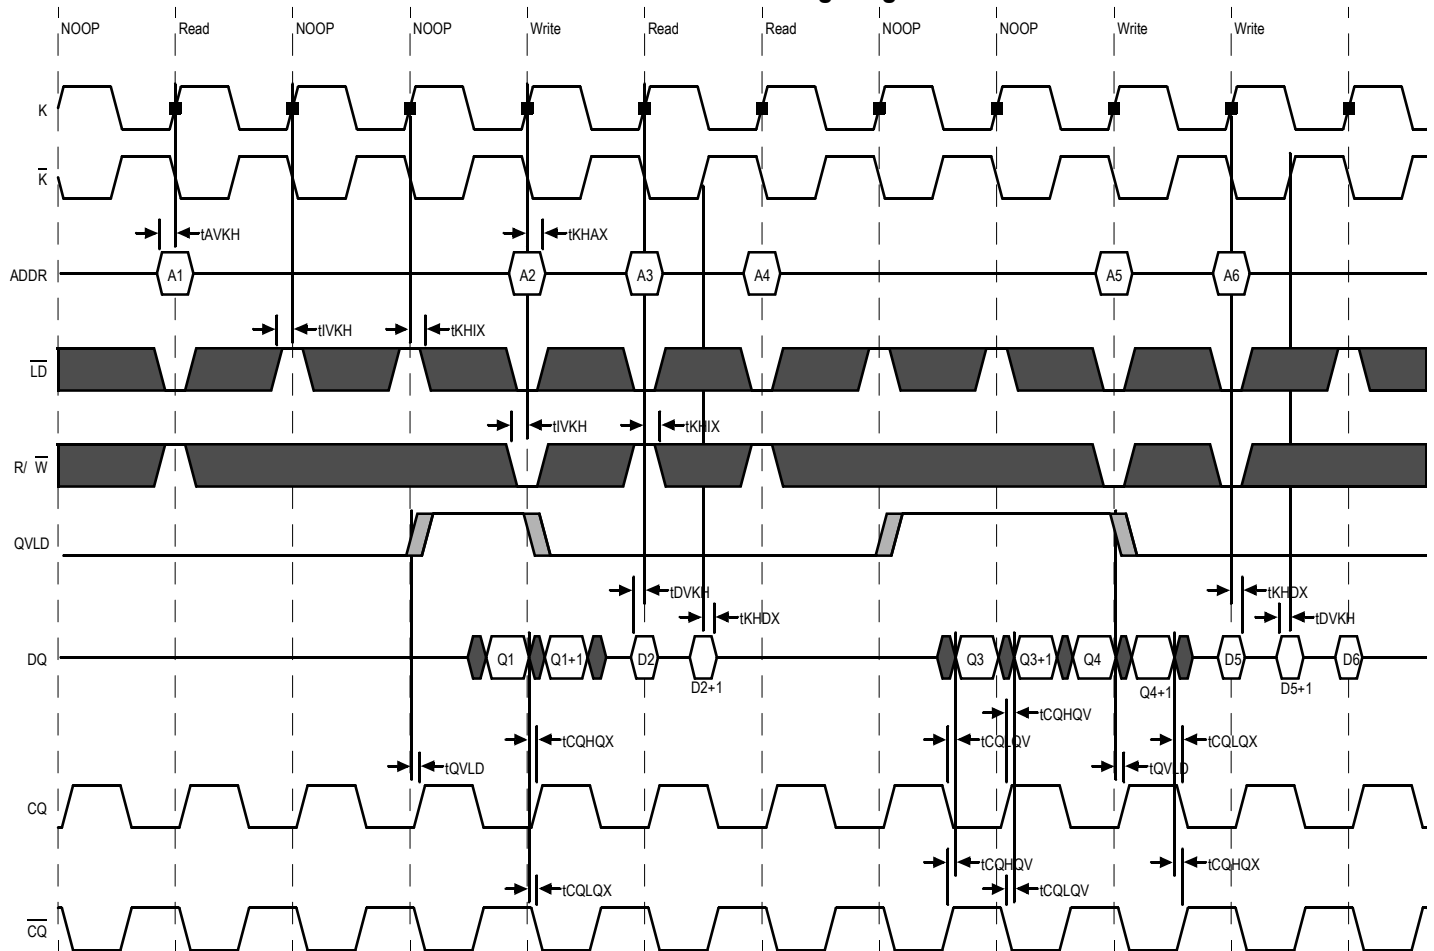 NOOP Read NOOP NOOP Write Read Read NOOP NOOP Write Write
K
K
tAVKH tKHAX
ADDR A1 A2 A3 A4 A5 A6
tIVKH tKHIX
LD
tIVKH tKHIX
R/ W
QVLD
tDVKH tKHDX
tKHDX tDVKH
DQ Q1 Q1+1 D2 Q3 Q3+1 Q4 D5 D6
D2+1 Q4+1 D5+1
tCQHQV
tCQHQX tCQLQV tCQLQX
tQVLD tQVLD
CQ
tCQHQV tCQHQX
tCQLQX tCQLQV
CQ